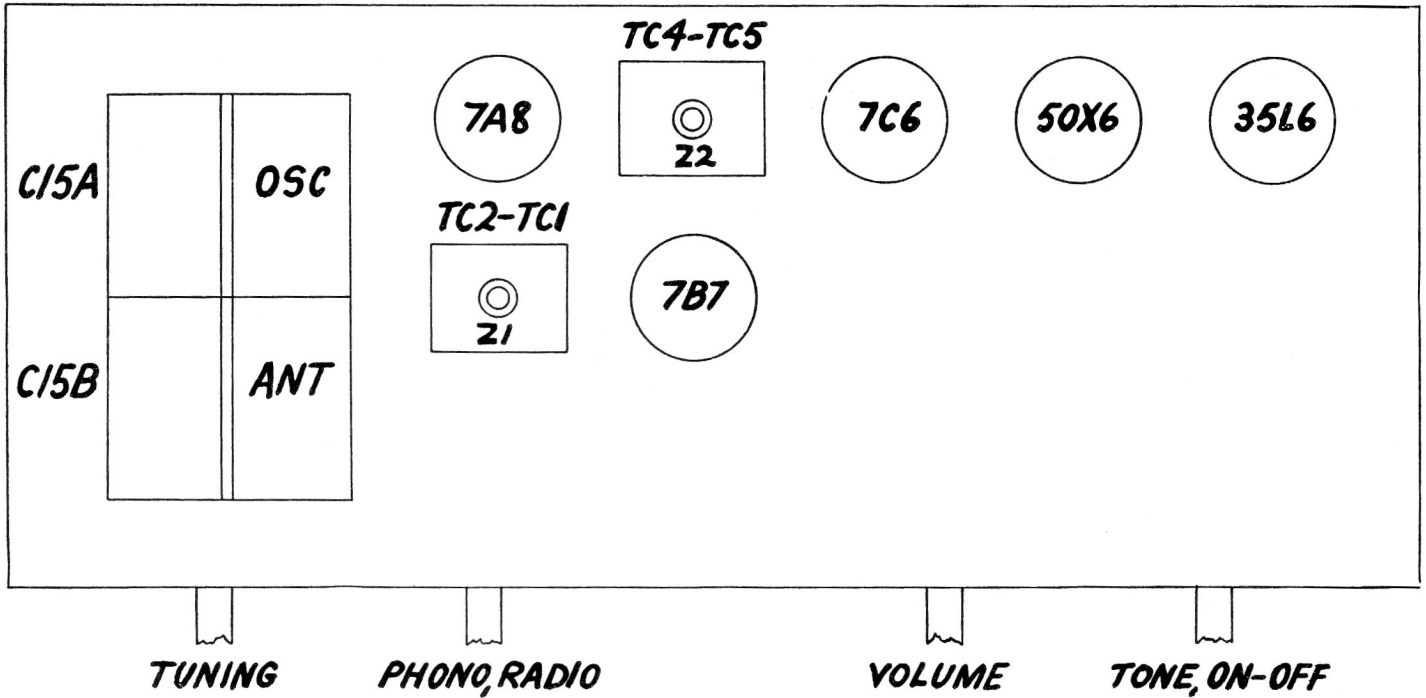 TC4-TC5
7A8
Z2
7C6
50X6
35L6
C15A
OSC
TC2-TC1
Z1
7B7
C15B
ANT
TUNING
PHONO, RADIO
VOLUME
TONE, ON-OFF